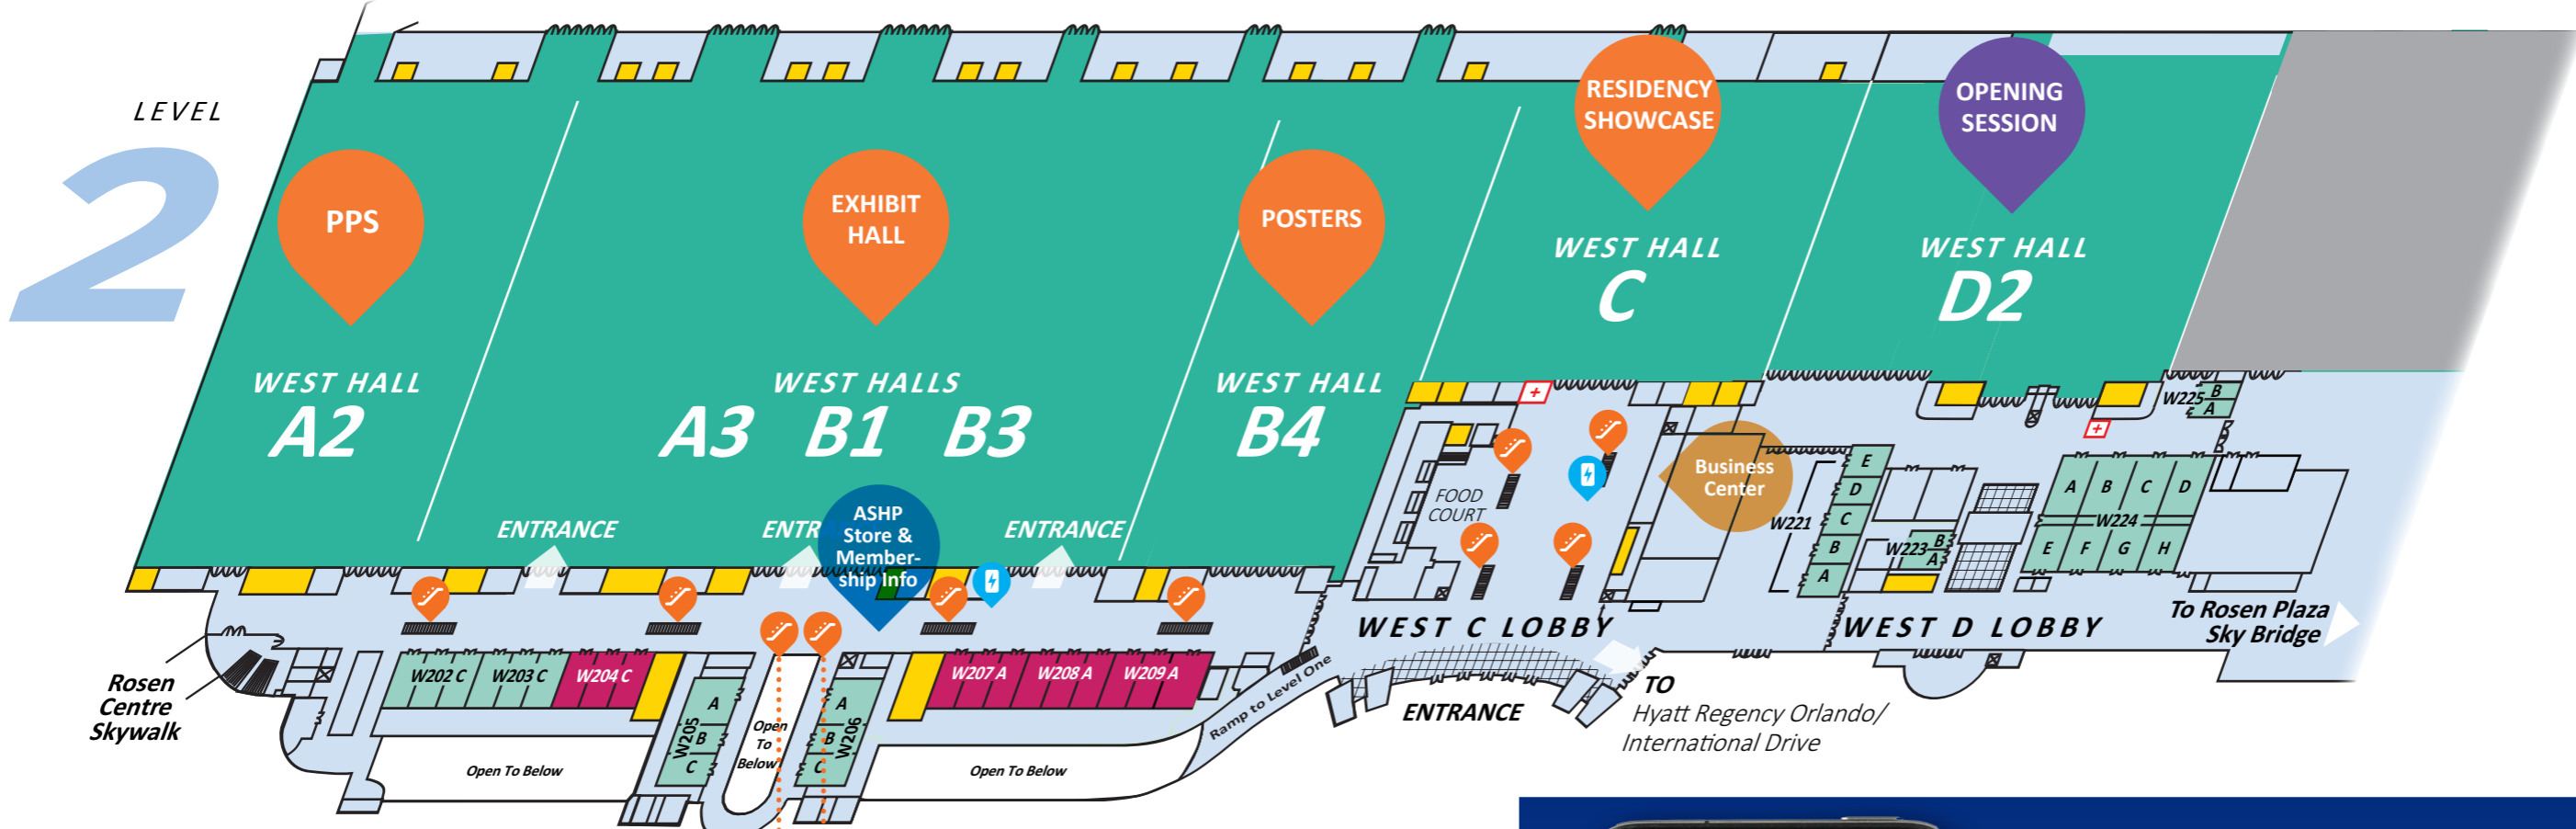 LEVEL
2
PPS
EXHIBIT
HALL
POSTERS
RESIDENCY
SHOWCASE
OPENING
SESSION
WEST HALL
A2
WEST HALLS
A3 B1 B3
WEST HALL
B4
WEST HALL
C
WEST HALL
D2
ENTRANCE
ENTR
ENTRANCE
ASHP
Store &
Member-
ship Info
FOOD
COURT
Business
Center
W225 B
A
W221
E
D
C
B
A
W223 B
A
A B C D
W224
E F G H
WEST C LOBBY
WEST D LOBBY
To Rosen Plaza
Sky Bridge
Rosen
Centre
Skywalk
W202 C
W203 C
W204 C
W205
A
B
C
Open
To
Below
W206
A
B
C
W207 A
W208 A
W209 A
Ramp to Level One
Open To Below
Open To Below
ENTRANCE
TO
Hyatt Regency Orlando/
International Drive